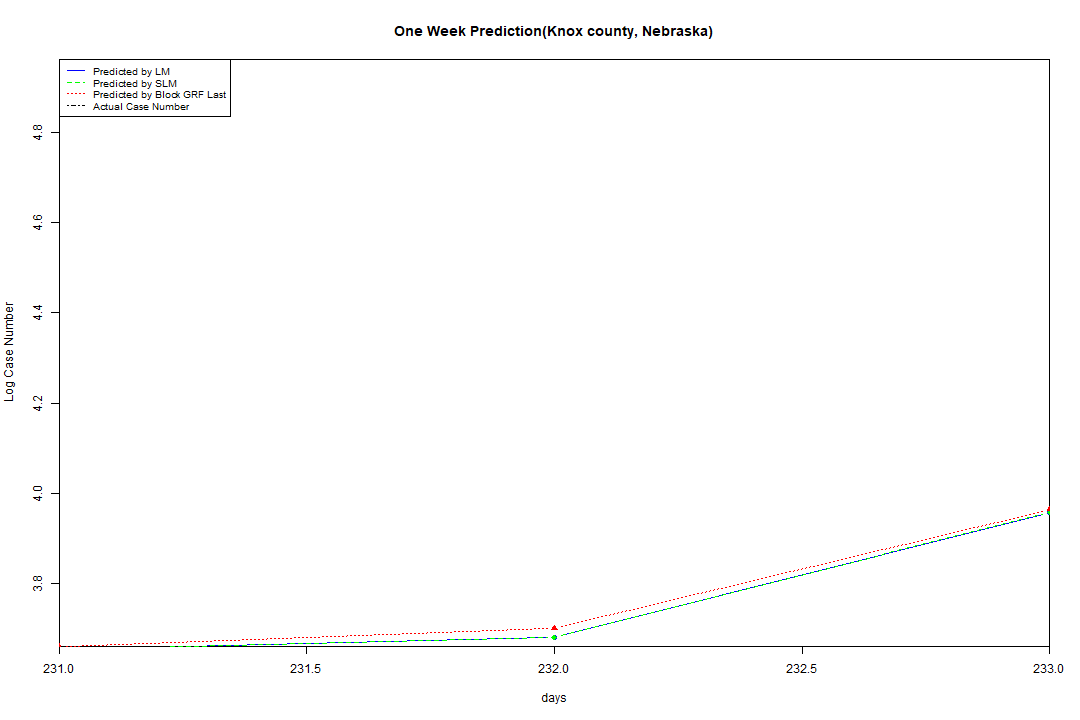 One Week Prediction(Knox county, Nebraska)
Predicted by LM
Predicted by SLM
Predicted by Block GRF Last
Actual Case Number
4.8
4.6
4.4
4.2
4.0
3.8
Log Case Number
231.0 231.5 232.0 232.5 233.0
days